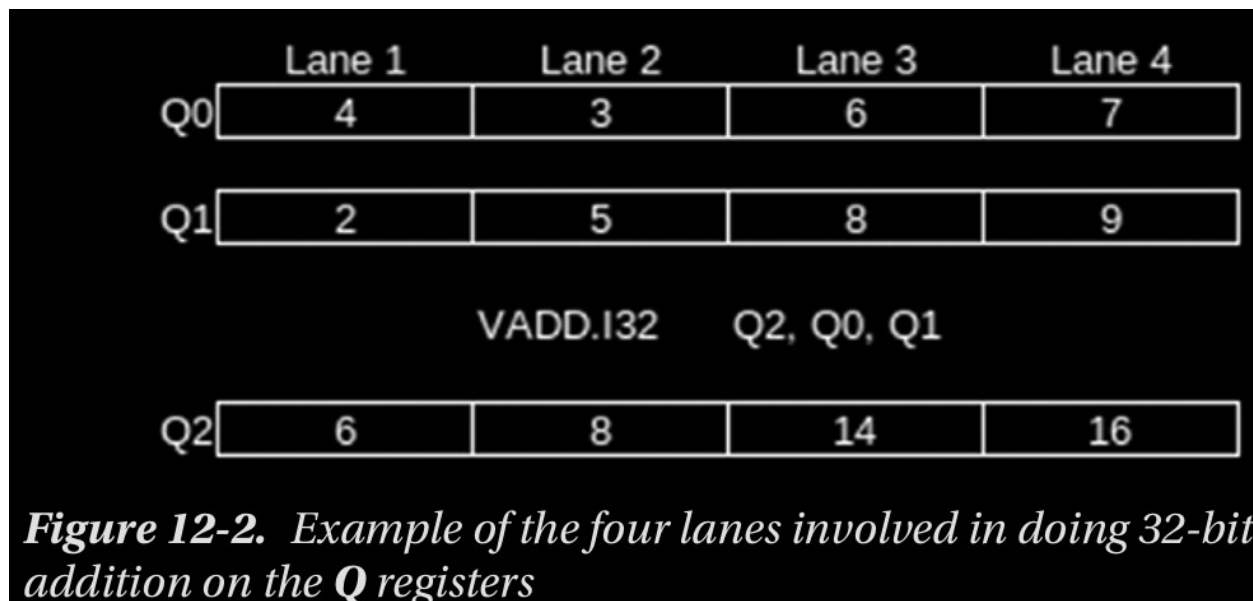 Lane 1 Lane 2 Lane 3 Lane 4
Q0 4 3 6 7
Q1 2 5 8 9
VADD.I32 Q2, Q0, Q1
Q2 6 8 14 16
Figure 12-2. Example of the four lanes involved in doing 32-bit
addition on the Q registers